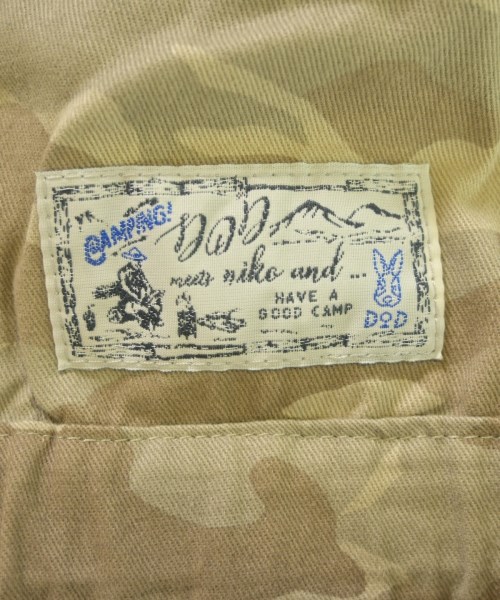 CAMPING!
DOD
meets niko and ...
HAVE A
GOOD CAMP
DOD